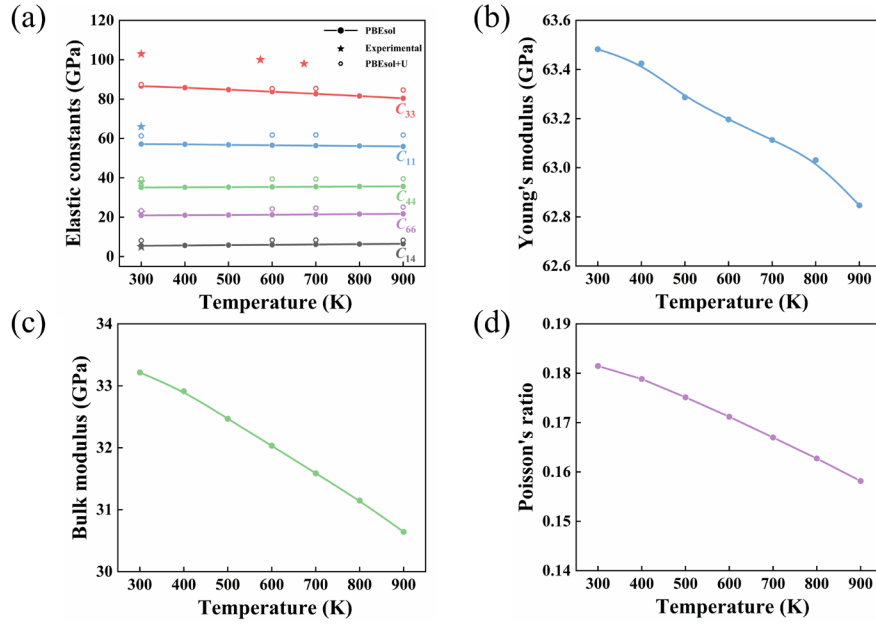 (a)
120
100
80
60
40
20
0
Elastic constants (GPa)
PBEsol
Experimental
PBEsol+U
C33
C11
C44
C66
C14
300 400 500 600 700 800 900
Temperature (K)
(b)
63.6
63.4
63.2
63.0
62.8
62.6
Young's modulus (GPa)
300 400 500 600 700 800 900
Temperature (K)
(c)
34
33
32
31
30
Bulk modulus (GPa)
300 400 500 600 700 800 900
Temperature (K)
(d)
0.19
0.18
0.17
0.16
0.15
0.14
Poisson's ratio
300 400 500 600 700 800 900
Temperature (K)